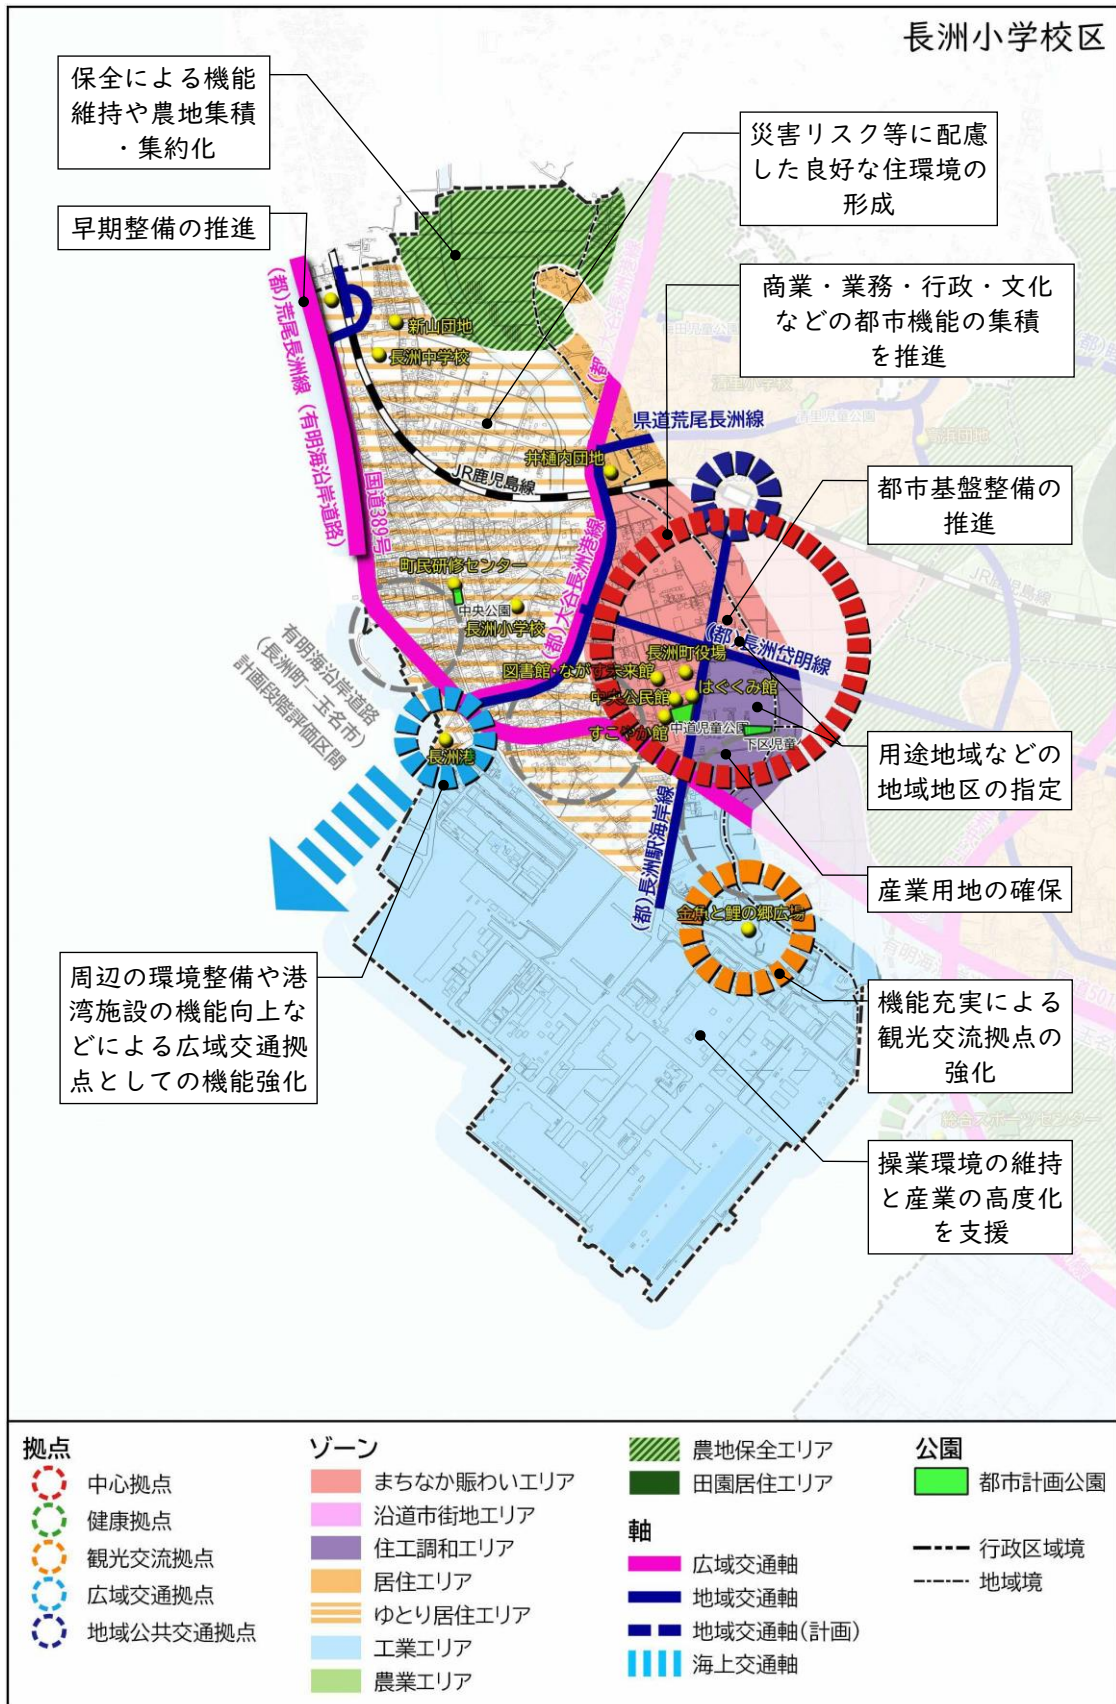 長洲小学校区
保全による機能
維持や農地集積
・集約化
災害リスク等に配慮
した良好な住環境の
形成
早期整備の推進
商業・業務・行政・文化
などの都市機能の集積
を推進
(都)荒尾長洲線(有明海沿岸道路)
国道389号
新山団地
長洲中学校
JR鹿児島線
井樋内団地
県道荒尾長洲線
都市基盤整備の
推進
JR鹿児島線
町民研修センター
中央公園
長洲小学校
(都)大谷長洲港線
(都)長洲岱明線
長洲町役場
図書館・ながす未来館
はぐくみ館
中央公民館
中道児童公園
すこやか館
下区児童
有明海沿岸道路
(長洲町―玉名市)
計画段階評価区間
長洲港
用途地域などの
地域地区の指定
(都)長洲駅海岸線
産業用地の確保
金魚と鯉の郷広場
周辺の環境整備や港
湾施設の機能向上な
どによる広域交通拠
点としての機能強化
機能充実による
観光交流拠点の
強化
総合スポーツセンター
操業環境の維持
と産業の高度化
を支援
拠点
中心拠点
健康拠点
観光交流拠点
広域交通拠点
地域公共交通拠点
ゾーン
まちなか賑わいエリア
沿道市街地エリア
住工調和エリア
居住エリア
ゆとり居住エリア
工業エリア
農業エリア
農地保全エリア
田園居住エリア
軸
広域交通軸
地域交通軸
地域交通軸(計画)
海上交通軸
公園
都市計画公園
行政区域境
地域境